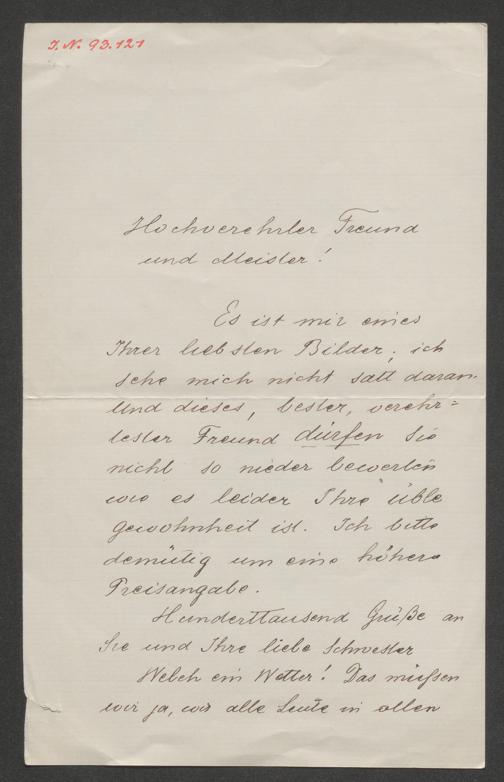 I. N. 93.121
Hochverehrter Freund
und Meister!
Es ist mir eines
Ihrer liebsten Bilder; ich
sehe mich nicht satt daran.
Und dieses, bester, verehr=
tester Freund dürfen Sie
nicht so nieder bewerten
wie es leider Ihre üble
Gewohnheit ist. Ich bitte
demütig um eine höhere
Preisangabe.
Hunderttausend Grüße an
Sie und Ihre liebe Schwester
Welch ein Wetter! Das müßsen
wir ja, wir alle Leute in allen